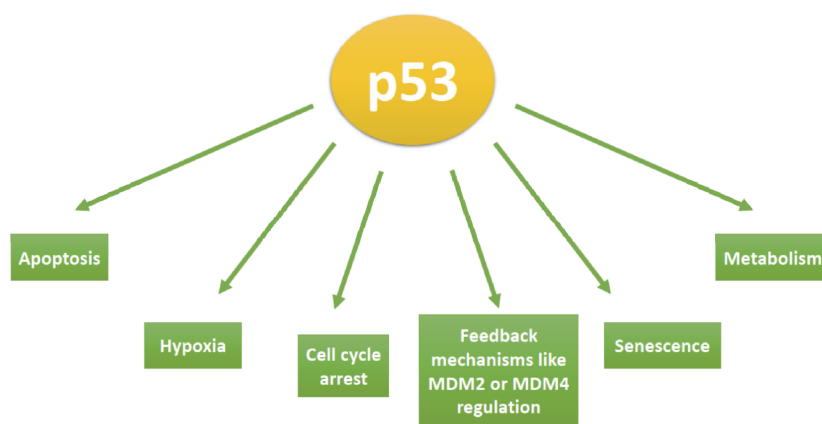 p53
Apoptosis
Metabolism
Hypoxia
Cell cycle
arrest
Feedback
mechanisms like
MDM2 or MDM4
regulation
Senescence